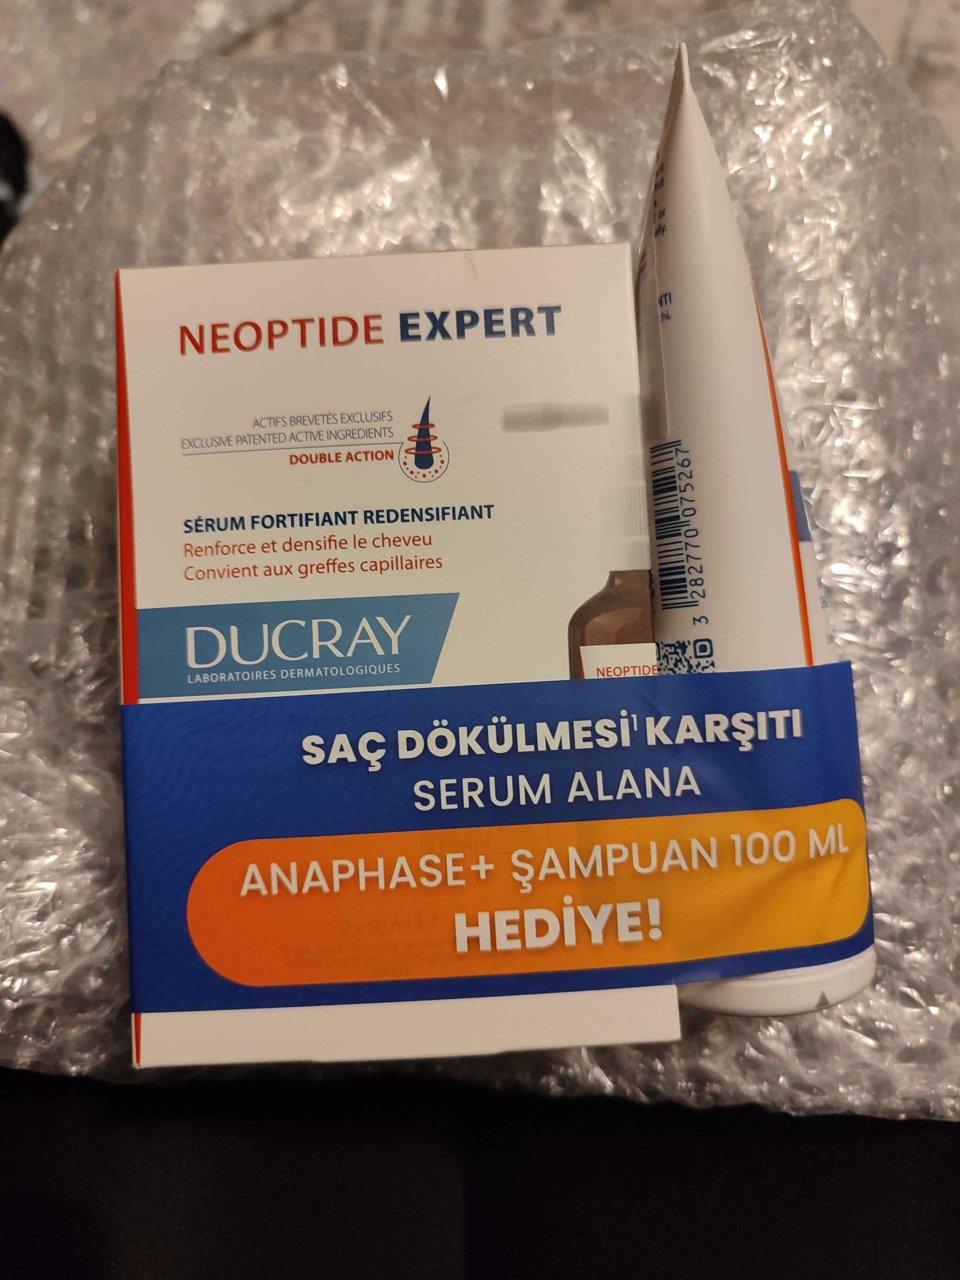 NEOPTIDE EXPERT
ACTIFS BREVETÉS EXCLUSIFS
EXCLUSIVE PATENTED ACTIVE INGREDIENTS
DOUBLE ACTION
SÉRUM FORTIFIANT REDENSIFIANT
Renforce et densifie le cheveu
Convient aux greffes capillaires
DUCRAY
LABORATOIRES DERMATOLOGIQUES
NEOPTIDE
3 282770 075267
SAÇ DÖKÜLMESİ¹ KARŞITI
SERUM ALANA
ANAPHASE+ ŞAMPUAN 100 ML
HEDİYE!